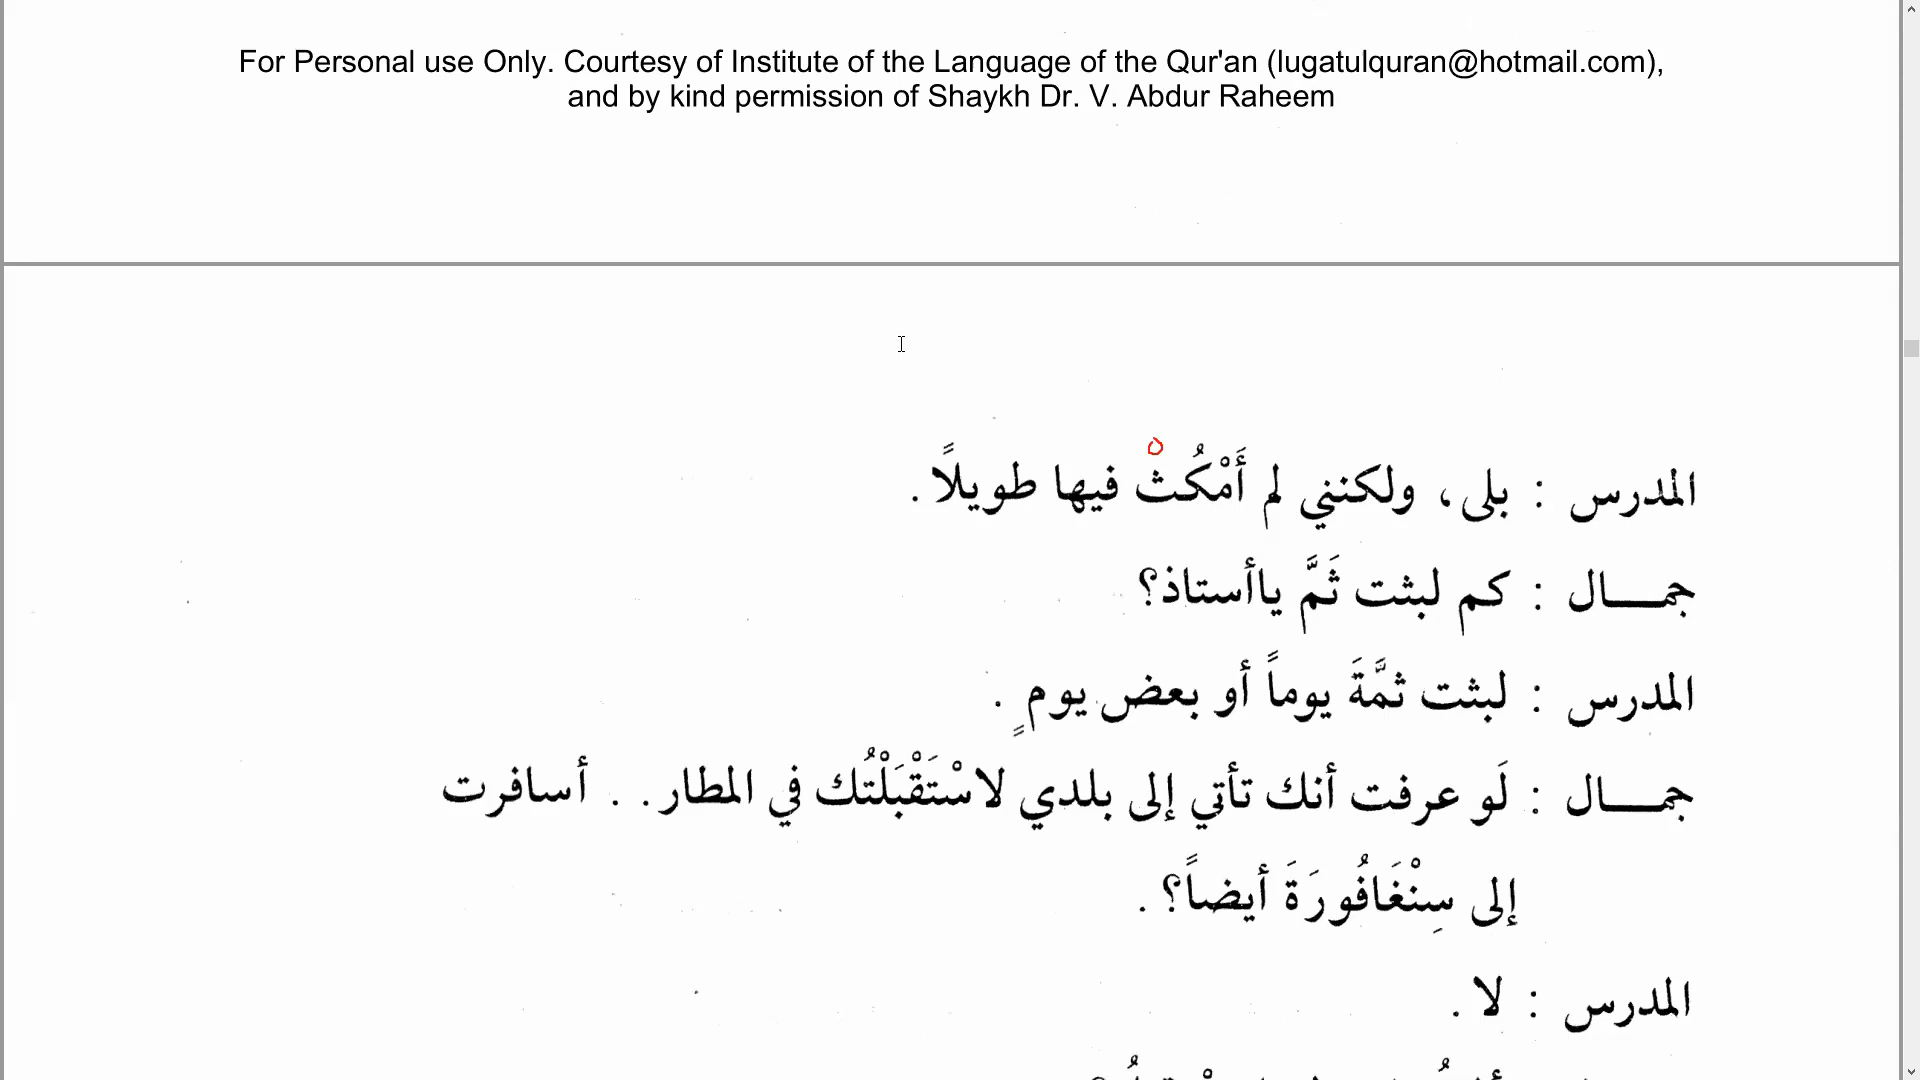 For Personal use Only. Courtesy of Institute of the Language of the Qur'an (lugatulquran@hotmail.com),
and by kind permission of Shaykh Dr. V. Abdur Raheem
المدرس : بلى، ولكنني لم أَمْكُثْ فيها طويلاً .
جمـــال : كم لبثت ثَمَّ ياأستاذ؟
المدرس : لبثت ثمَّةَ يوماً أو بعض يومٍ .
جمـــال : لَو عرفت أنك تأتي إلى بلدي لاسْتَقْبَلْتُك في المطار. . أسافرت
إلى سِنْغَافُورَةَ أيضاً؟ .
المدرس : لا .